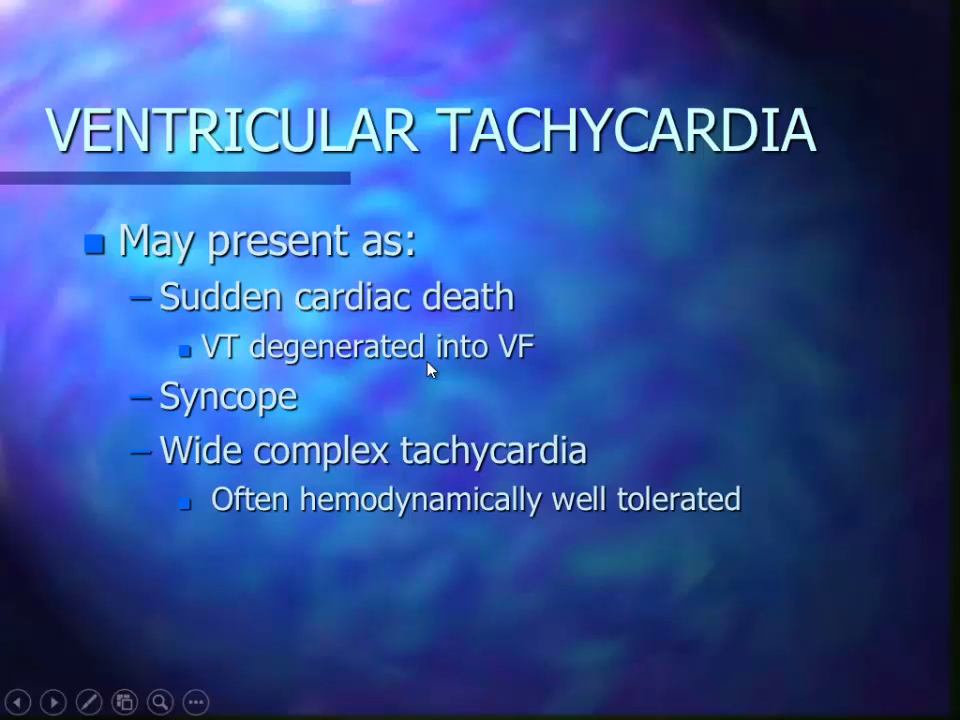 VENTRICULAR TACHYCARDIA
May present as:
– Sudden cardiac death
VT degenerated into VF
– Syncope
– Wide complex tachycardia
Often hemodynamically well tolerated